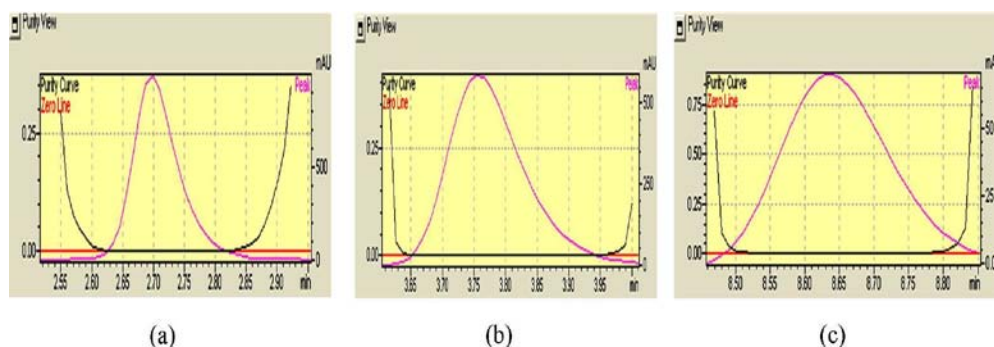 Purity View
mAU
Purity Curve
Zero Line
Peak
0.25
0.00
500
0
2.55 2.60 2.65 2.70 2.75 2.80 2.85 2.90 min
(a)
Purity View
mAU
Purity Curve
Zero Line
Peak
0.25
0.00
500
250
0
3.65 3.70 3.75 3.80 3.85 3.90 3.95 min
(b)
Purity View
Purity Curve
Zero Line
Peak
0.75
0.50
0.25
0.00
8.50 8.60 8.65 8.70 8.80 min
(c)